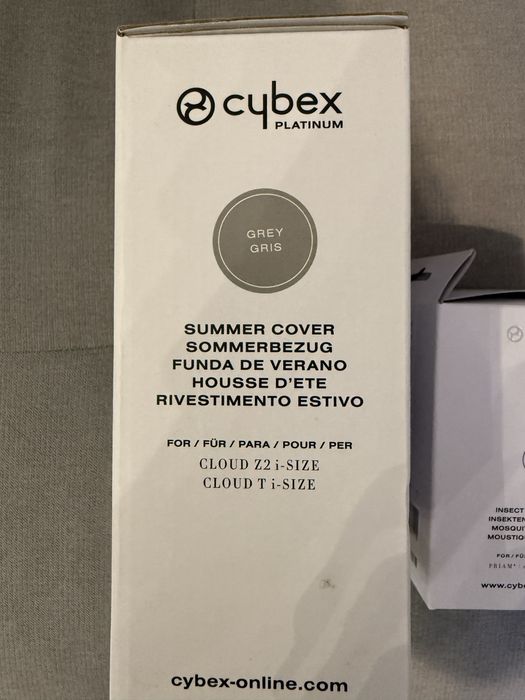 cybex
PLATINUM
GREY
GRIS
SUMMER COVER
SOMMERBEZUG
FUNDA DE VERANO
HOUSSE D'ETE
RIVESTIMENTO ESTIVO
FOR / FÜR / PARA / POUR / PER
CLOUD Z2 i-SIZE
CLOUD T i-SIZE
cybex-online.com
INSECT
INSEKTEN
MOSQUI
MOUSTIQ
FOR / FÜ
PRIAM*
www.cybe